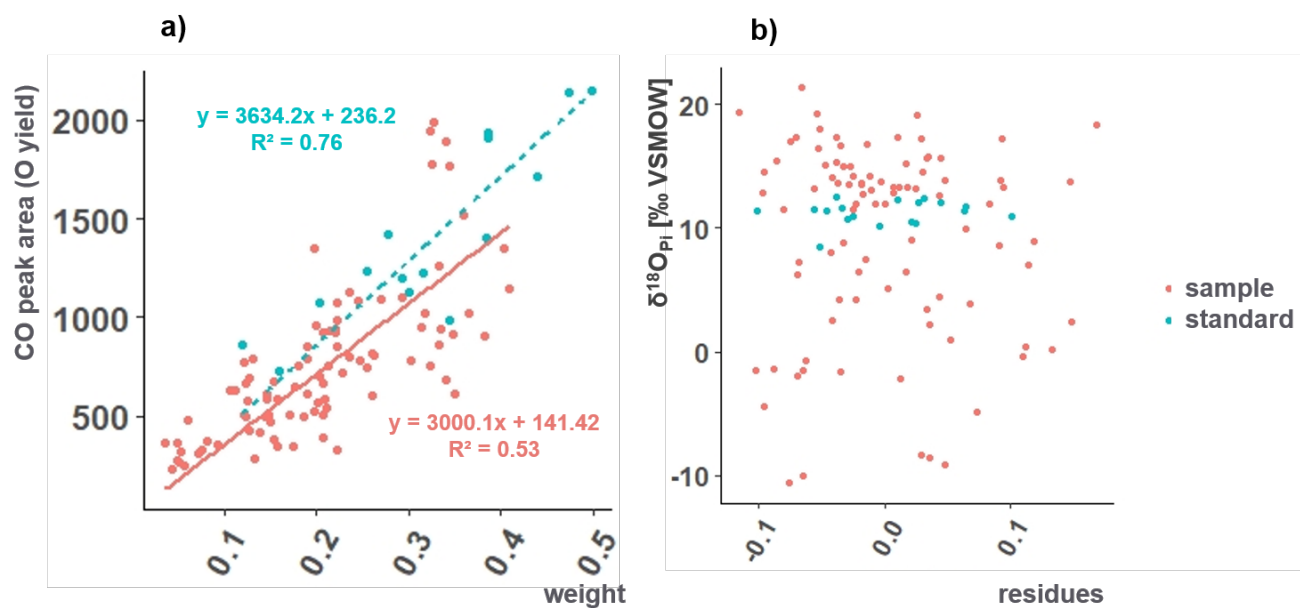 a)
CO peak area (O yield)
2000
1500
1000
500
y = 3634.2x + 236.2
R² = 0.76
y = 3000.1x + 141.42
R² = 0.53
0.1
0.2
0.3
0.4
0.5
weight
b)
δ¹⁸O_Pi [‰ VSMOW]
20
10
0
-10
-0.1
0.0
0.1
residues
sample
standard